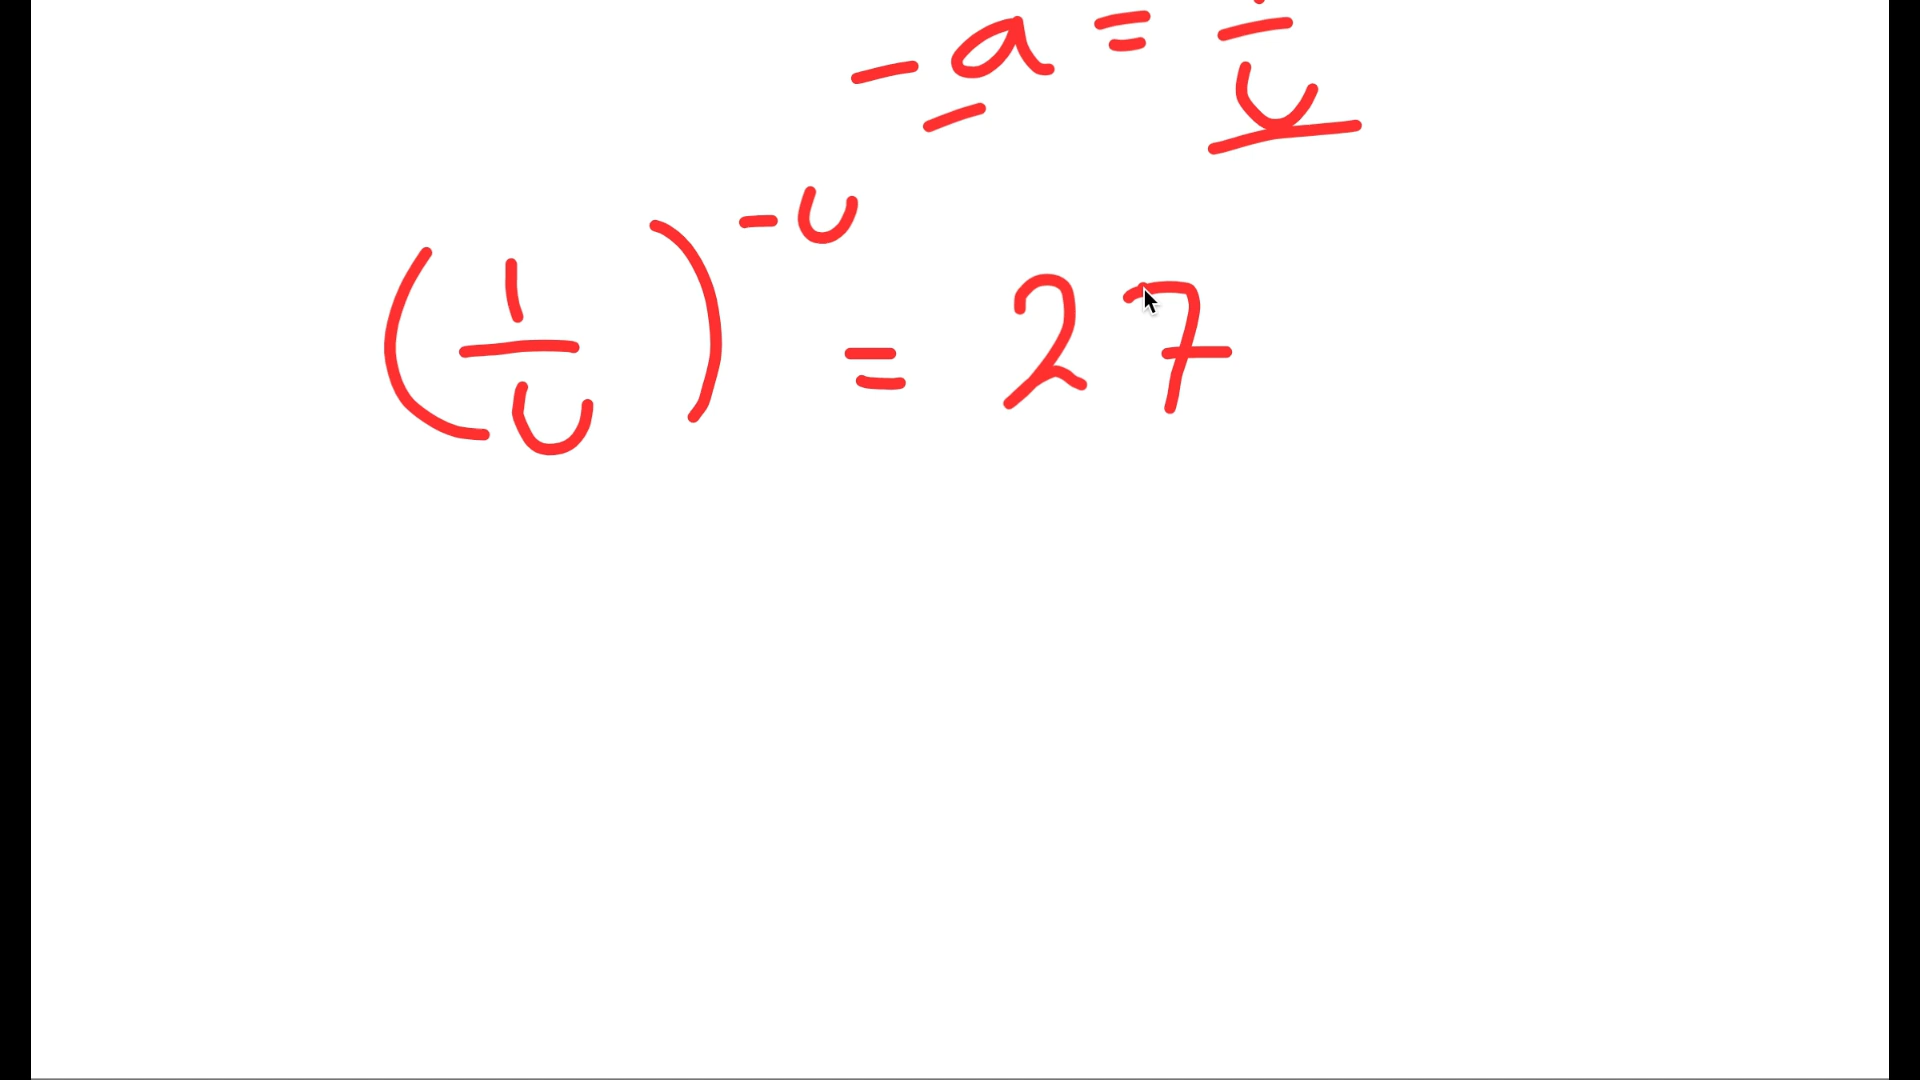 -a = 1/u
(1/u)^-u = 27